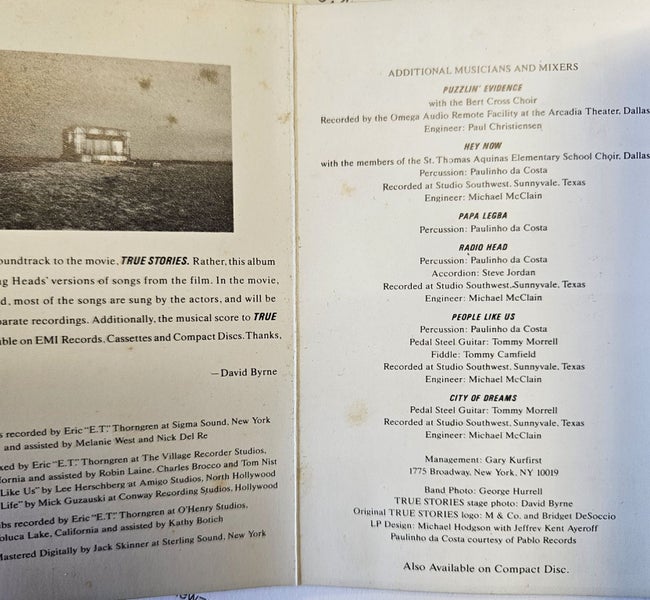 oundtrack to the movie, TRUE STORIES. Rather, this album
g Heads' versions of songs from the film. In the movie,
d, most of the songs are sung by the actors, and will be
parate recordings. Additionally, the musical score to TRUE
ble on EMI Records, Cassettes and Compact Discs. Thanks,
—David Byrne
s recorded by Eric "E.T." Thorngren at Sigma Sound, New York
and assisted by Melanie West and Nick Del Re
xed by Eric "E.T." Thorngren at The Village Recorder Studios,
fornia and assisted by Robin Laine, Charles Brocco and Tom Nist
Like Us" by Lee Herschberg at Amigo Studios, North Hollywood
Life" by Mick Guzauski at Conway Recording Studios, Hollywood
bs recorded by Eric "E.T." Thorngren at O'Henry Studios,
oluca Lake, California and assisted by Kathy Botich
Mastered Digitally by Jack Skinner at Sterling Sound, New York
ADDITIONAL MUSICIANS AND MIXERS
PUZZLIN' EVIDENCE
with the Bert Cross Choir
Recorded by the Omega Audio Remote Facility at the Arcadia Theater, Dallas
Engineer: Paul Christiensen
HEY NOW
with the members of the St. Thomas Aquinas Elementary School Choir, Dallas
Percussion: Paulinho da Costa
Recorded at Studio Southwest, Sunnyvale, Texas
Engineer: Michael McClain
PAPA LEGBA
Percussion: Paulinho da Costa
RADIO HEAD
Percussion: Paulinho da Costa
Accordion: Steve Jordan
Recorded at Studio Southwest, Sunnyvale, Texas
Engineer: Michael McClain
PEOPLE LIKE US
Percussion: Paulinho da Costa
Pedal Steel Guitar: Tommy Morrell
Fiddle: Tommy Camfield
Recorded at Studio Southwest, Sunnyvale, Texas
Engineer: Michael McClain
CITY OF DREAMS
Pedal Steel Guitar: Tommy Morrell
Recorded at Studio Southwest, Sunnyvale, Texas
Engineer: Michael McClain
Management: Gary Kurfirst
1775 Broadway, New York, NY 10019
Band Photo: George Hurrell
TRUE STORIES stage photo: David Byrne
Original TRUE STORIES logo: M & Co. and Bridget DeSoccio
LP Design: Michael Hodgson with Jeffrey Kent Ayeroff
Paulinho da Costa courtesy of Pablo Records
Also Available on Compact Disc.